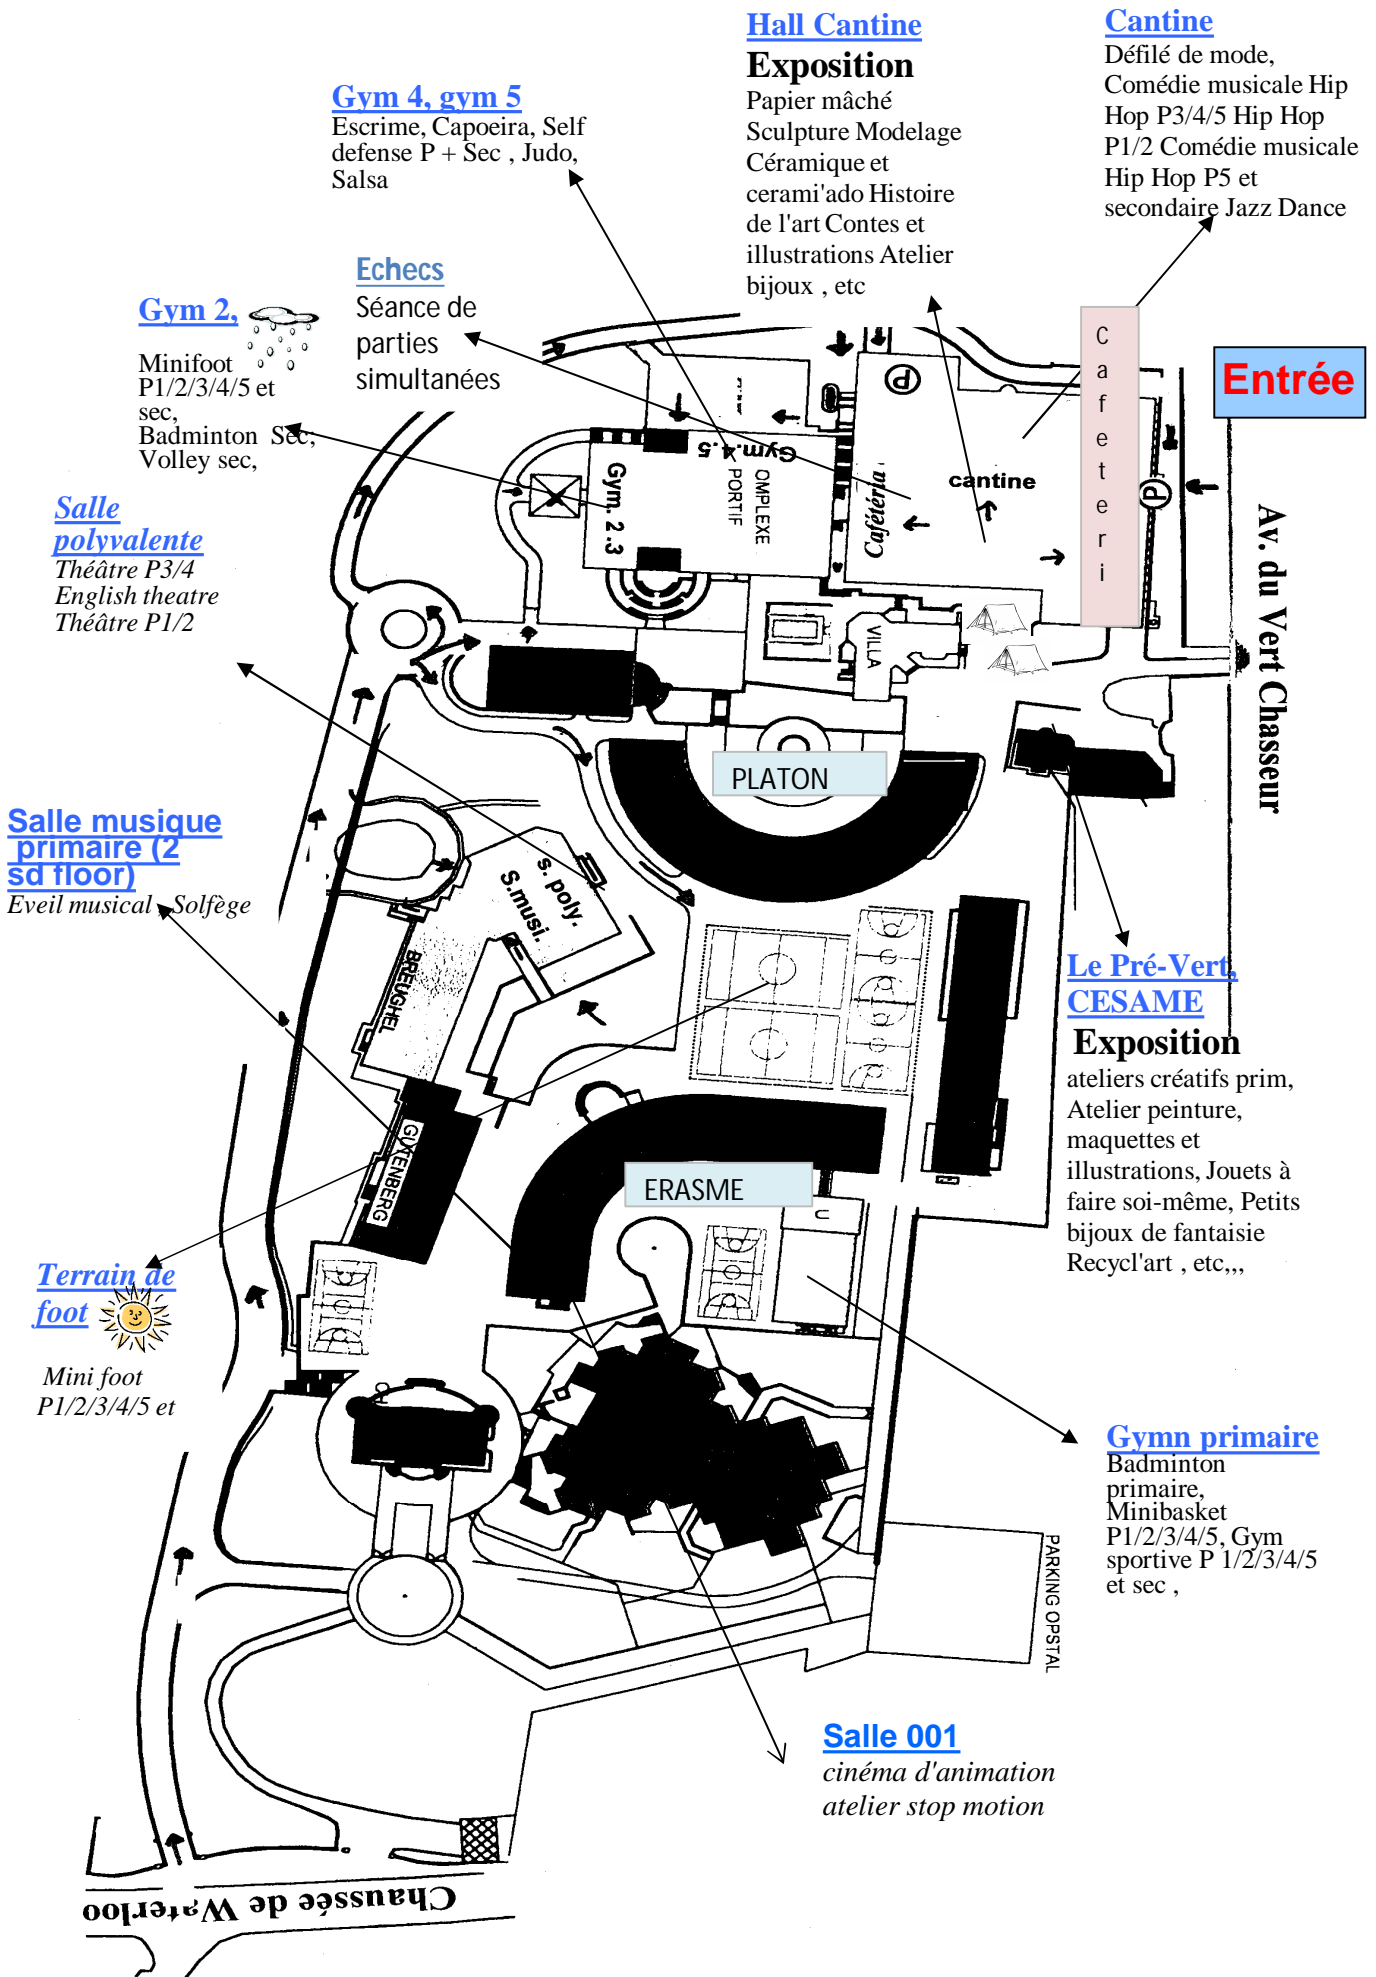 Hall Cantine
Exposition
Papier mâché
Sculpture Modelage
Céramique et
cerami'ado Histoire
de l'art Contes et
illustrations Atelier
bijoux , etc
Cantine
Défilé de mode,
Comédie musicale Hip
Hop P3/4/5 Hip Hop
P1/2 Comédie musicale
Hip Hop P5 et
secondaire Jazz Dance
Gym 4, gym 5
Escrime, Capoeira, Self
defense P + Sec , Judo,
Salsa
Echecs
Séance de
parties
simultanées
Gym 2,
Minifoot
P1/2/3/4/5 et
sec,
Badminton Sec;
Volley sec,
Entrée
Cafeteri
P
Gym.4.5
OMPLEXE
PORTIF
Gym. 2.3
Cafétéria
cantine
P
Av. du Vert Chasseur
Salle
polyvalente
Théâtre P3/4
English theatre
Théâtre P1/2
VILLA
PLATON
Salle musique
primaire (2
sd floor)
Eveil musical , Solfège
s. poly.
S.musi.
BREUGHEL
Le Pré-Vert,
CESAME
Exposition
ateliers créatifs prim,
Atelier peinture,
maquettes et
illustrations, Jouets à
faire soi-même, Petits
bijoux de fantaisie
Recycl'art , etc,,,
GUTENBERG
ERASME
Terrain de
foot
Mini foot
P1/2/3/4/5 et
Gymn primaire
Badminton
primaire,
Minibasket
P1/2/3/4/5, Gym
sportive P 1/2/3/4/5
et sec ,
PARKING OPSTAL
Salle 001
cinéma d'animation
atelier stop motion
Chaussée de Waterloo